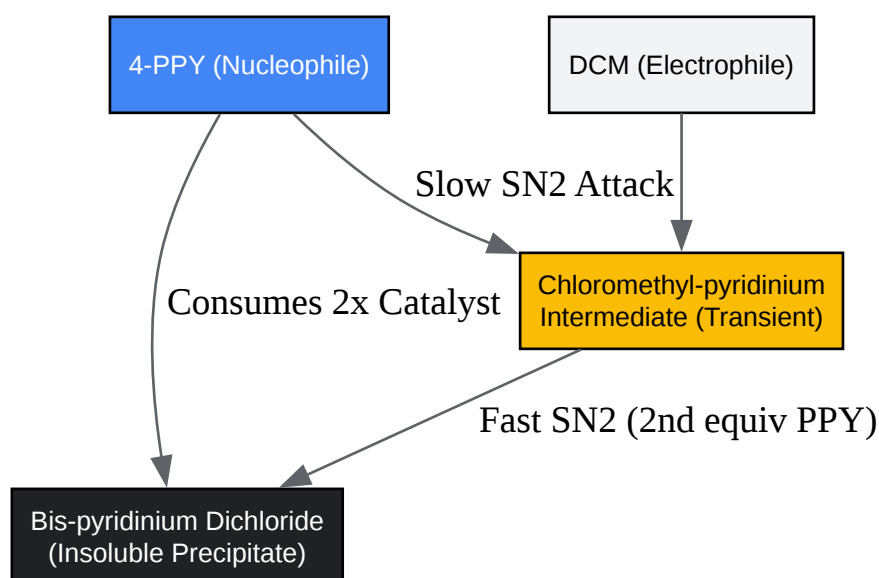 4-PPY (Nucleophile)
DCM (Electrophile)
Slow SN2 Attack
Chloromethyl-pyridinium
Intermediate (Transient)
Consumes 2x Catalyst
Fast SN2 (2nd equiv PPY)
Bis-pyridinium Dichloride
(Insoluble Precipitate)